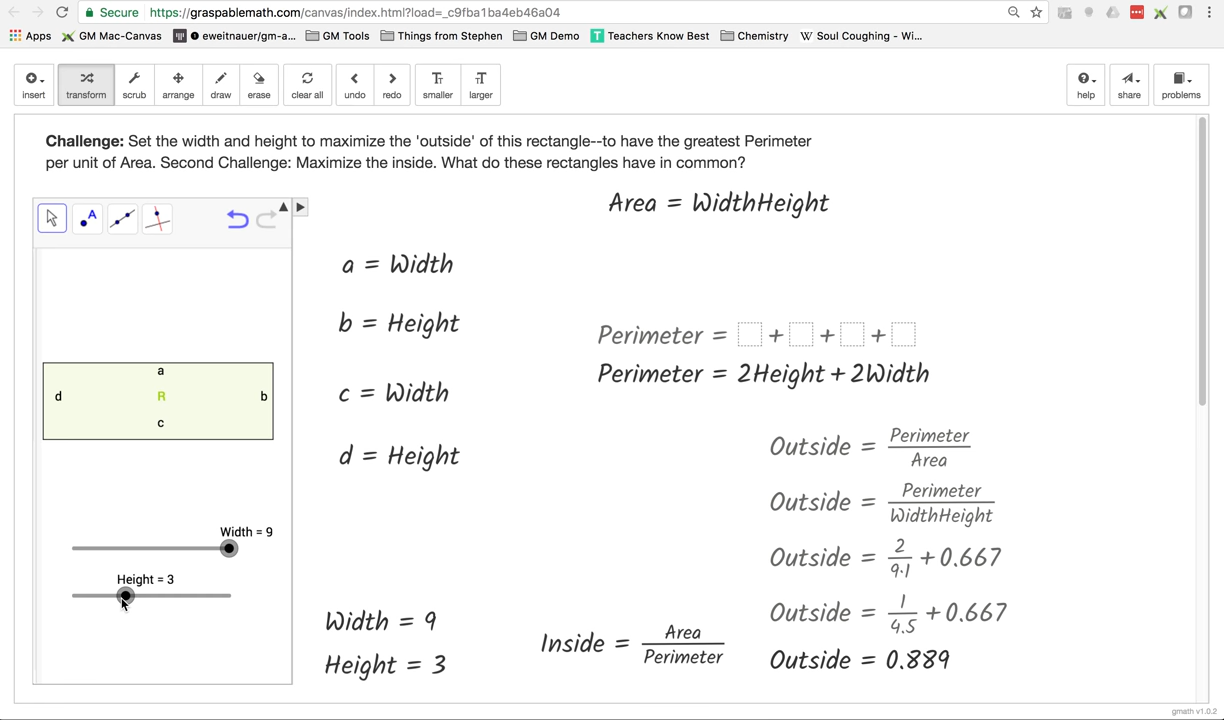 Secure https://graspablemath.com/canvas/index.html?load=_c9fba1ba4eb46a04
Apps GM Mac-Canvas eweitnauer/gm-a... GM Tools Things from Stephen GM Demo Teachers Know Best Chemistry Soul Coughing - Wi...
insert transform scrub arrange draw erase clear all undo redo smaller larger help share problems
Challenge: Set the width and height to maximize the 'outside' of this rectangle--to have the greatest Perimeter
per unit of Area. Second Challenge: Maximize the inside. What do these rectangles have in common?
A
a
d R b
c
Width = 9
Height = 3
a = Width
b = Height
c = Width
d = Height
Width = 9
Height = 3
Area = WidthHeight
Perimeter = □ + □ + □ + □
Perimeter = 2Height + 2Width
Inside = Area / Perimeter
Outside = Perimeter / Area
Outside = Perimeter / WidthHeight
Outside = 2 / 9·1 + 0.667
Outside = 1 / 4.5 + 0.667
Outside = 0.889
gmath v1.0.2